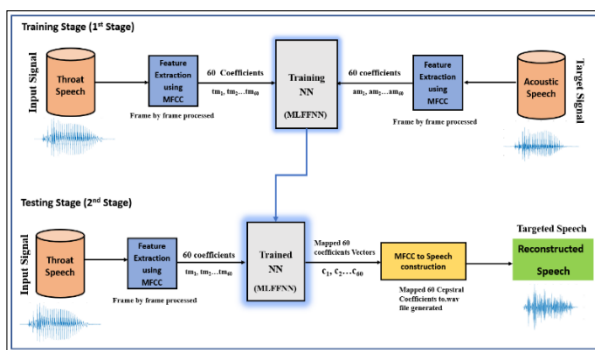 Training Stage (1st Stage)
Input Signal
Throat
Speech
Feature
Extraction
using
MFCC
Frame by frame processed
60 Coefficients
tm1, tm2...tm60
Training
NN
(MLFFNN)
60 coefficients
am1, am2...am60
Feature
Extraction
using
MFCC
Frame by frame processed
Acoustic
Speech
Target Signal
Testing Stage (2nd Stage)
Input Signal
Throat
Speech
Feature
Extraction
using
MFCC
Frame by frame processed
60 coefficients
tm1, tm2...tm60
Trained
NN
(MLFFNN)
Mapped 60
coefficients Vectors
c1, c2...c60
MFCC to Speech
construction
Mapped 60 Cepstral
Coefficients to.wav
file generated
Targeted Speech
Reconstructed
Speech